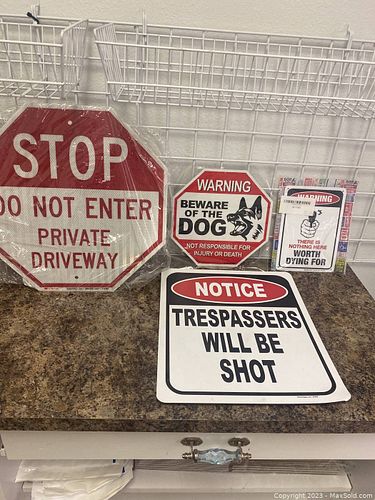 STOP
DO NOT ENTER
PRIVATE
DRIVEWAY
WARNING
BEWARE
OF THE
DOG
NOT RESPONSIBLE FOR
INJURY OR DEATH
WARNING
THERE IS
NOTHING HERE
WORTH
DYING FOR
NOTICE
TRESPASSERS
WILL BE
SHOT
Copyright © 2023 - MaxSold.com